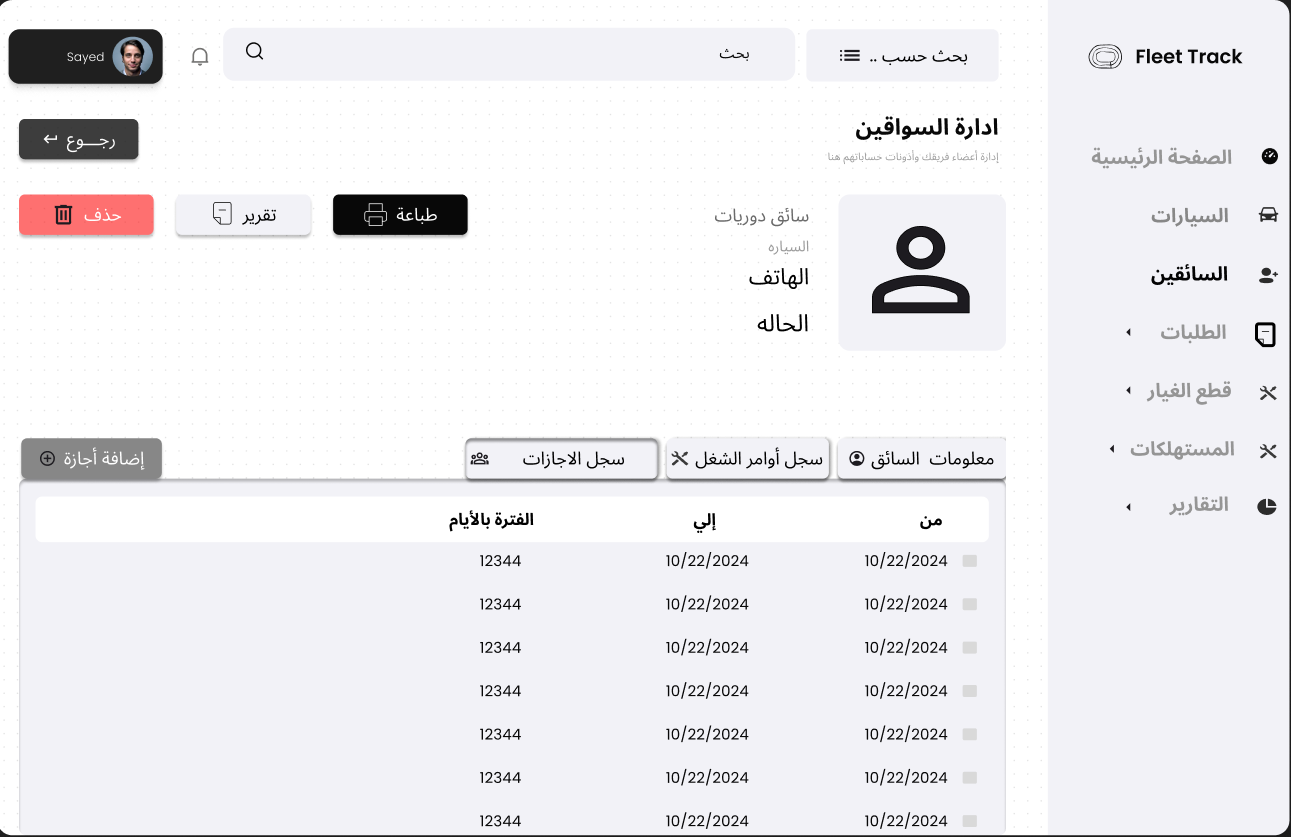 Fleet Track
بحث حسب ..
بحث
Sayed
الصفحة الرئيسية
السيارات
السائقين
الطلبات
قطع الغيار
المستهلكات
التقارير
ادارة السواقين
إدارة أعضاء فريقك وأذونات حساباتهم هنا
رجـــوع
سائق دوريات
السياره
الهاتف
الحاله
طباعة
تقرير
حذف
معلومات السائق
سجل أوامر الشغل
سجل الاجازات
إضافة أجازة
من إلي الفترة بالأيام
10/22/2024 10/22/2024 12344
10/22/2024 10/22/2024 12344
10/22/2024 10/22/2024 12344
10/22/2024 10/22/2024 12344
10/22/2024 10/22/2024 12344
10/22/2024 10/22/2024 12344
10/22/2024 10/22/2024 12344